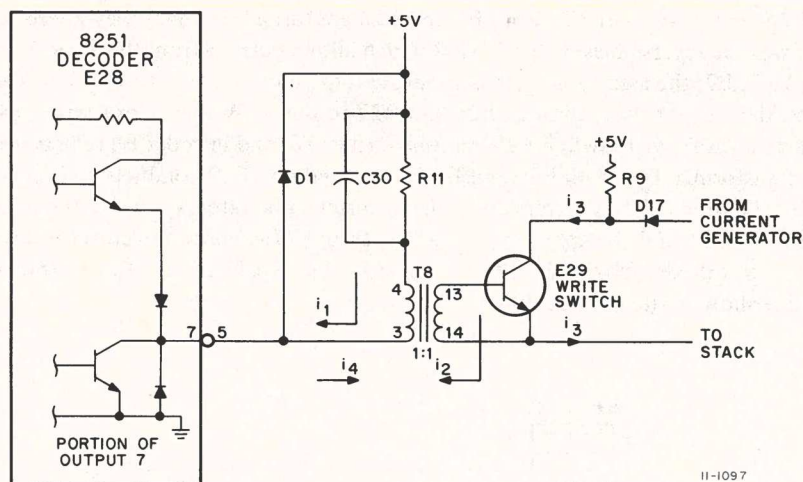 8251
DECODER
E28
+5V
D1
C30
R11
+5V
R9
i3
D17
FROM
CURRENT
GENERATOR
E29
WRITE
SWITCH
T8
4
13
3
14
1:1
i1
7
5
i4
i2
i3
TO
STACK
PORTION OF
OUTPUT 7
11-1097